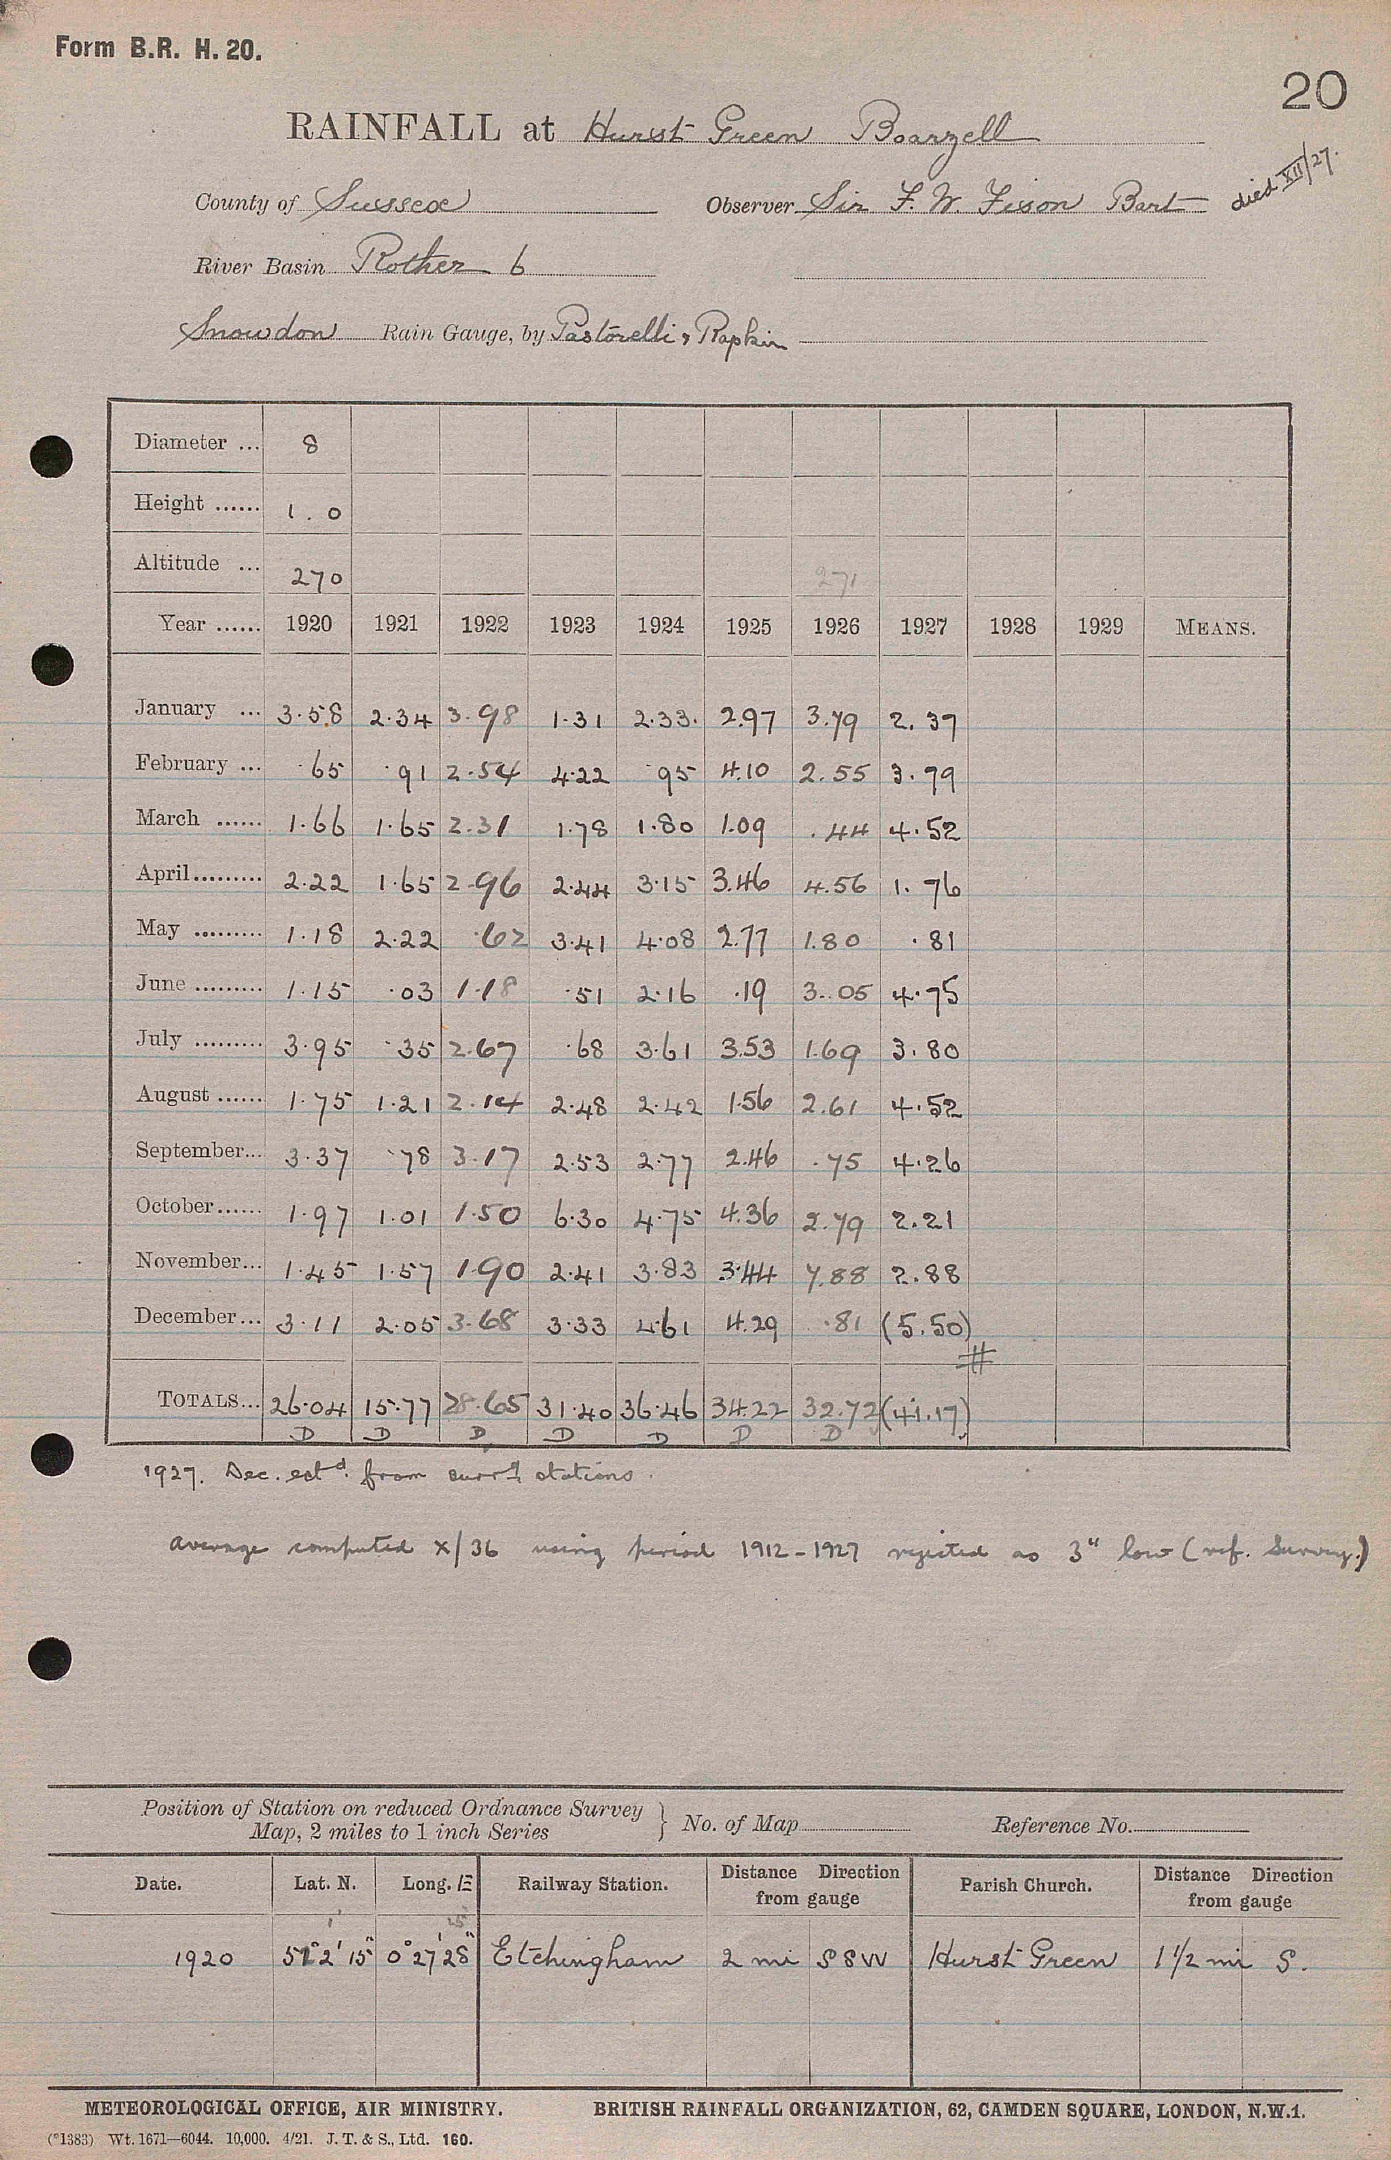 Form B.R. H. 20.
20
RAINFALL at Hurst Green Boarzell
died XII/27.
County of Sussex Observer Sir F. W. Fison Bart
River Basin Rother 6
Snowdon Rain Gauge, by Pastorelli & Rapkin
Diameter ... 8
Height ...... 1 . 0
Altitude ... 270 271
Year ...... 1920 1921 1922 1923 1924 1925 1926 1927 1928 1929 MEANS.
January ... 3.58 2.34 3.98 1.31 2.33. 2.97 3.79 2.37
February ... .65 .91 2.54 4.22 .95 4.10 2.55 3.79
March ...... 1.66 1.65 2.31 1.78 1.80 1.09 .44 4.52
April......... 2.22 1.65 2.96 2.44 3.15 3.46 4.56 1.76
May ......... 1.18 2.22 .62 3.41 4.08 2.77 1.80 .81
June ......... 1.15 .03 1.18 .51 2.16 .19 3.05 4.75
July ......... 3.95 .35 2.67 .68 3.61 3.53 1.69 3.80
August ...... 1.75 1.21 2.14 2.48 2.42 1.56 2.61 4.52
September... 3.37 .78 3.17 2.53 2.77 2.46 .75 4.26
October...... 1.97 1.01 1.50 6.30 4.75 4.36 2.79 2.21
November... 1.45 1.57 1.90 2.41 3.83 3.44 7.88 2.88
December... 3.11 2.05 3.68 3.33 4.61 4.29 .81 (5.50)
#
TOTALS... 26.04 15.77 28.65 31.40 36.46 34.22 32.72 (41.17)
D D D D D D D
1927. Dec. estd. from surrg stations.
Average computed X/36 using period 1912-1927 rejected as 3" low (ref. Survey.)
Position of Station on reduced Ordnance Survey
Map, 2 miles to 1 inch Series } No. of Map Reference No.
Date. Lat. N. Long. E Railway Station. Distance Direction from gauge Parish Church. Distance Direction from gauge
1' 25"
1920 51° 2' 15" 0° 27' 28" Etchingham 2 mi SSW Hurst Green 1 1/2 mi S.
METEOROLOGICAL OFFICE, AIR MINISTRY. BRITISH RAINFALL ORGANIZATION, 62, CAMDEN SQUARE, LONDON, N.W.1.
(*1383) Wt. 1671—6044. 10,000. 4/21. J. T. & S., Ltd. 160.